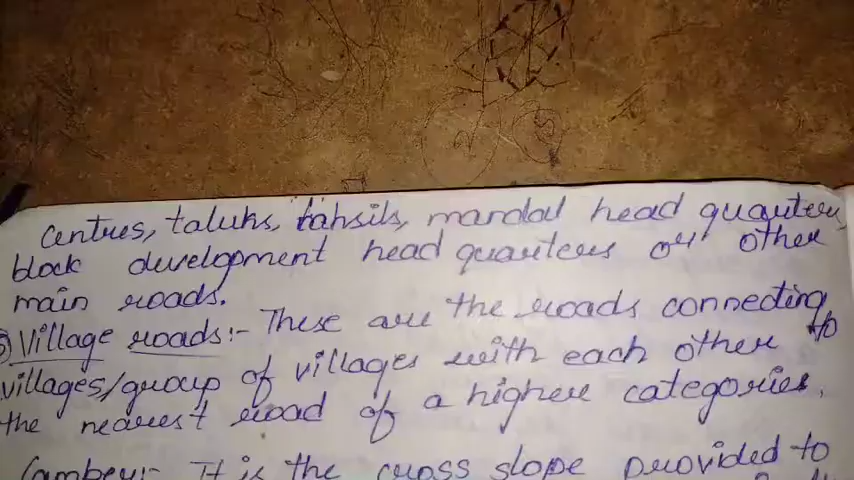 centres, taluks, tahsils, mandal head quarters,
block development head quarters or other
main roads.
Village roads:- These are the roads connecting
villages/group of villages with each other to
the nearest road of a higher categories.
Camber:- It is the cross slope provided to